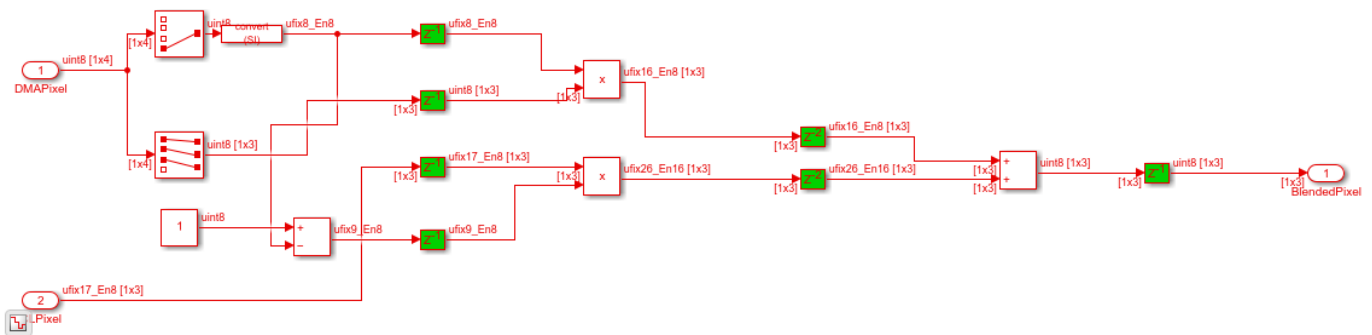 uint8
ufix8_En8
ufix8_En8
convert
(SI)
[1x4]
Z-1
uint8 [1x4]
1
DMAPixel
x
ufix16_En8 [1x3]
[1x3]
Z-1
uint8 [1x3]
[1x3]
uint8 [1x3]
[1x4]
Z-2
ufix16_En8 [1x3]
[1x3]
Z-1
ufix17_En8 [1x3]
[1x3]
x
ufix26_En16 [1x3]
[1x3]
Z-2
ufix26_En16 [1x3]
[1x3]
+
+
[1x3]
[1x3]
uint8 [1x3]
Z-1
[1x3]
uint8 [1x3]
1
[1x3]
BlendedPixel
1
uint8
+
−
ufix9_En8
Z-1
ufix9_En8
ufix17_En8 [1x3]
2
LPixel